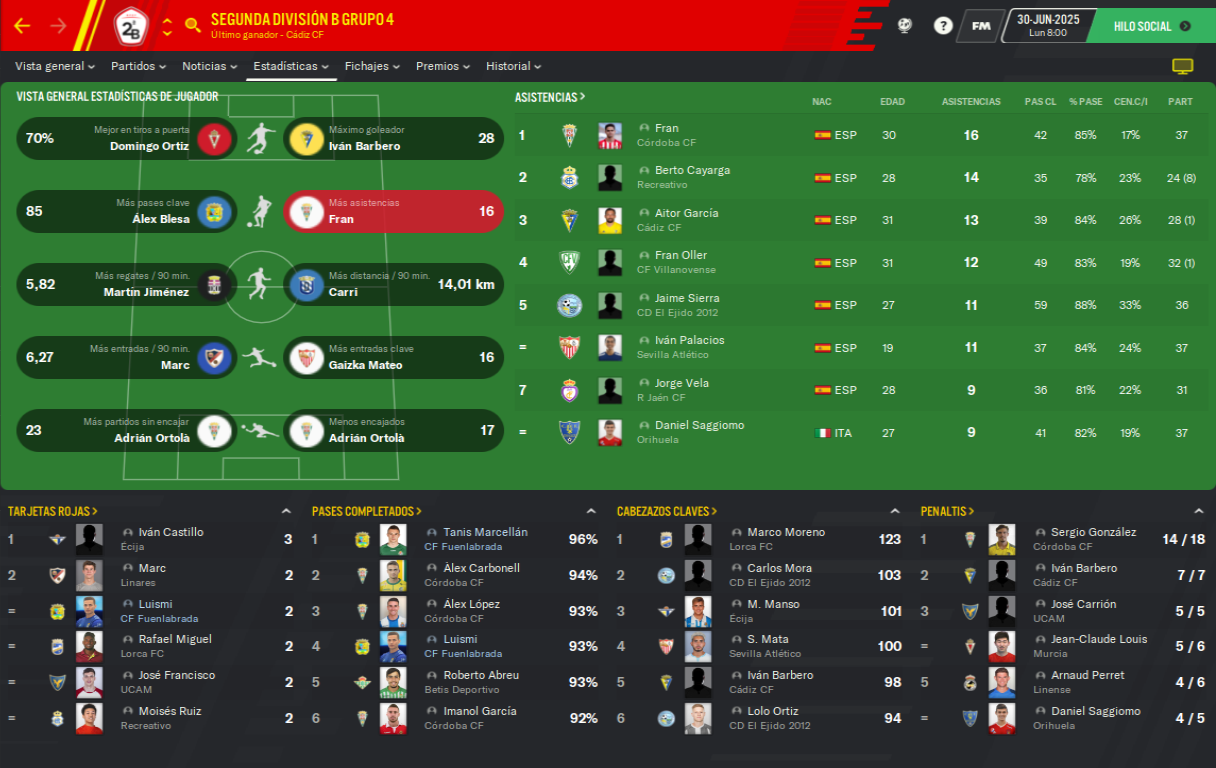 SEGUNDA DIVISIÓN B GRUPO 4
Último ganador - Cádiz CF
2ªB
?
FM
30-JUN-2025
Lun 8:00
HILO SOCIAL
Vista general
Partidos
Noticias
Estadísticas
Fichajes
Premios
Historial
VISTA GENERAL ESTADÍSTICAS DE JUGADOR
70% Mejor en tiros a puerta
Domingo Ortiz
Máximo goleador
Iván Barbero 28
85 Más pases clave
Álex Blesa
Más asistencias
Fran 16
5,82 Más regates / 90 min.
Martín Jiménez
Más distancia / 90 min.
Carri 14,01 km
6,27 Más entradas / 90 min.
Marc
Más entradas clave
Gaizka Mateo 16
23 Más partidos sin encajar
Adrián Ortolà
Menos encajados
Adrián Ortolà 17
ASISTENCIAS > NAC EDAD ASISTENCIAS PAS CL % PASE CEN.C/I PART
1 Fran ESP 30 16 42 85% 17% 37
Córdoba CF
2 Berto Cayarga ESP 28 14 35 78% 23% 24 (8)
Recreativo
3 Aitor García ESP 31 13 39 84% 26% 28 (1)
Cádiz CF
4 Fran Oller ESP 31 12 49 83% 19% 32 (1)
CF Villanovense
5 Jaime Sierra ESP 27 11 59 88% 33% 36
CD El Ejido 2012
= Iván Palacios ESP 19 11 37 84% 24% 37
Sevilla Atlético
7 Jorge Vela ESP 28 9 36 81% 22% 31
R Jaén CF
= Daniel Saggiomo ITA 27 9 41 82% 19% 37
Orihuela
TARJETAS ROJAS >
1 Iván Castillo 3
Écija
2 Marc 2
Linares
= Luismi 2
CF Fuenlabrada
= Rafael Miguel 2
Lorca FC
= José Francisco 2
UCAM
= Moisés Ruiz 2
Recreativo
PASES COMPLETADOS >
1 Tanis Marcellán 96%
CF Fuenlabrada
2 Álex Carbonell 94%
Córdoba CF
3 Álex López 93%
Córdoba CF
4 Luismi 93%
CF Fuenlabrada
5 Roberto Abreu 93%
Betis Deportivo
6 Imanol García 92%
Córdoba CF
CABEZAZOS CLAVES >
1 Marco Moreno 123
Lorca FC
2 Carlos Mora 103
CD El Ejido 2012
3 M. Manso 101
Écija
4 S. Mata 100
Sevilla Atlético
5 Iván Barbero 98
Cádiz CF
6 Lolo Ortiz 94
CD El Ejido 2012
PENALTIS >
1 Sergio González 14 / 18
Córdoba CF
2 Iván Barbero 7 / 7
Cádiz CF
3 José Carrión 5 / 5
UCAM
= Jean-Claude Louis 5 / 6
Murcia
5 Arnaud Perret 4 / 6
Linense
= Daniel Saggiomo 4 / 5
Orihuela